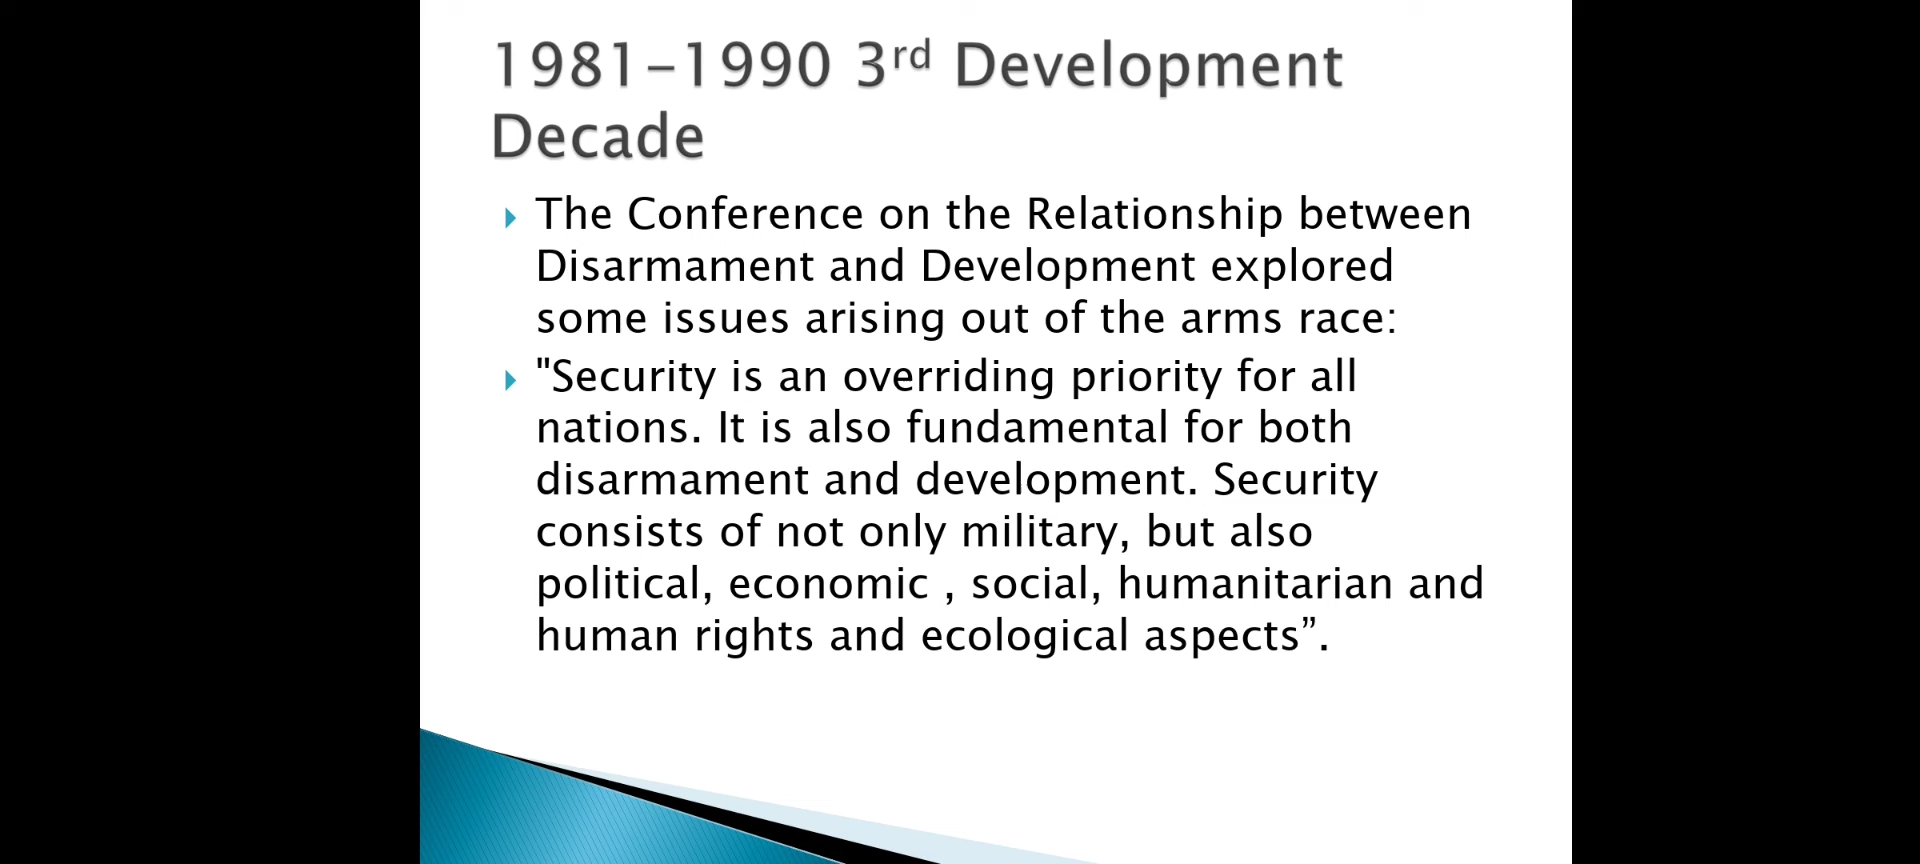 1981-1990 3rd Development
Decade
The Conference on the Relationship between
Disarmament and Development explored
some issues arising out of the arms race:
"Security is an overriding priority for all
nations. It is also fundamental for both
disarmament and development. Security
consists of not only military, but also
political, economic , social, humanitarian and
human rights and ecological aspects”.